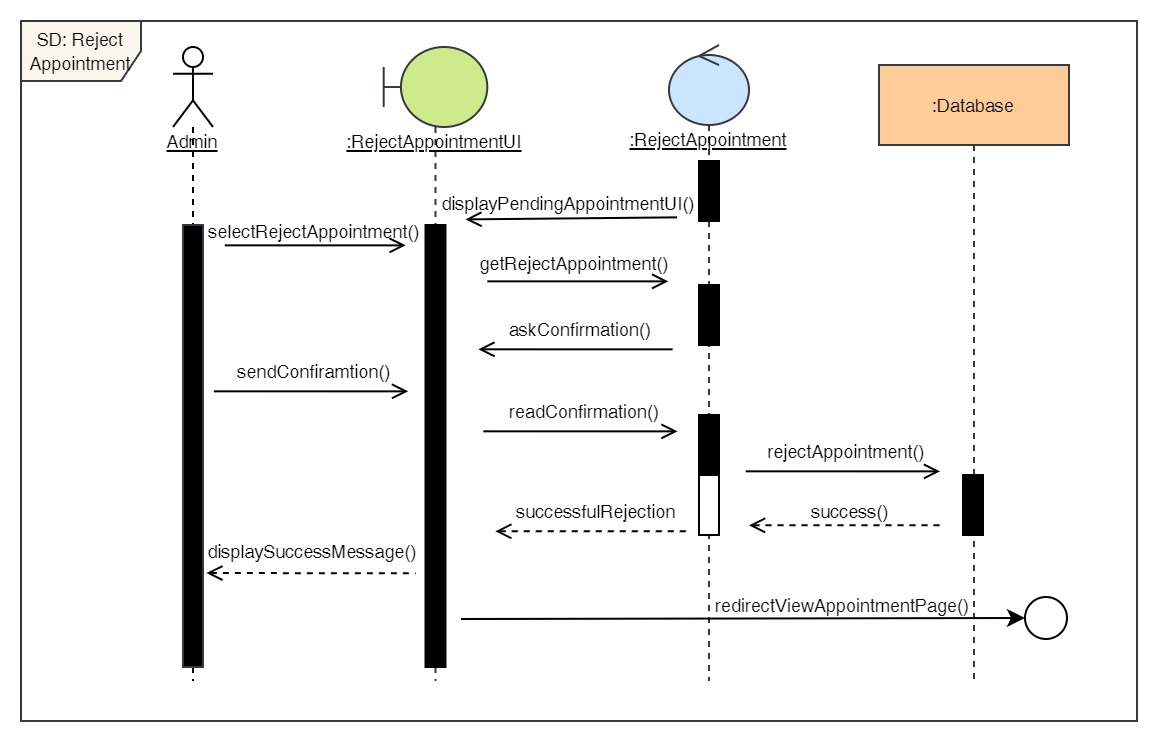 SD: Reject
Appointment
Admin
:RejectAppointmentUI
:RejectAppointment
:Database
displayPendingAppointmentUI()
selectRejectAppointment()
getRejectAppointment()
askConfirmation()
sendConfiramtion()
readConfirmation()
rejectAppointment()
successfulRejection
success()
displaySuccessMessage()
redirectViewAppointmentPage()